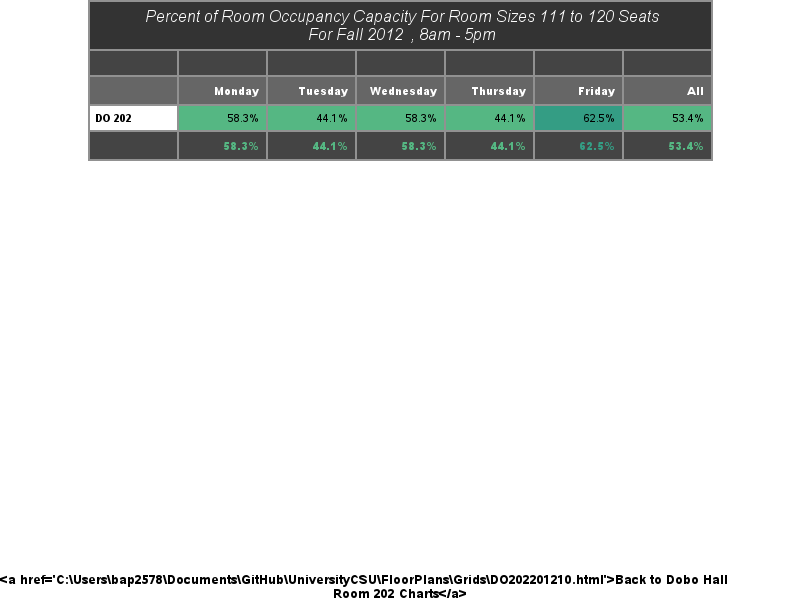 Percent of Room Occupancy Capacity For Room Sizes 111 to 120 Seats
For Fall 2012 , 8am - 5pm
Monday Tuesday Wednesday Thursday Friday All
DO 202 58.3% 44.1% 58.3% 44.1% 62.5% 53.4%
58.3% 44.1% 58.3% 44.1% 62.5% 53.4%
<a href='C:\Users\bap2578\Documents\GitHub\UniversityCSU\FloorPlans\Grids\DO202201210.html'>Back to Dobo Hall
Room 202 Charts</a>